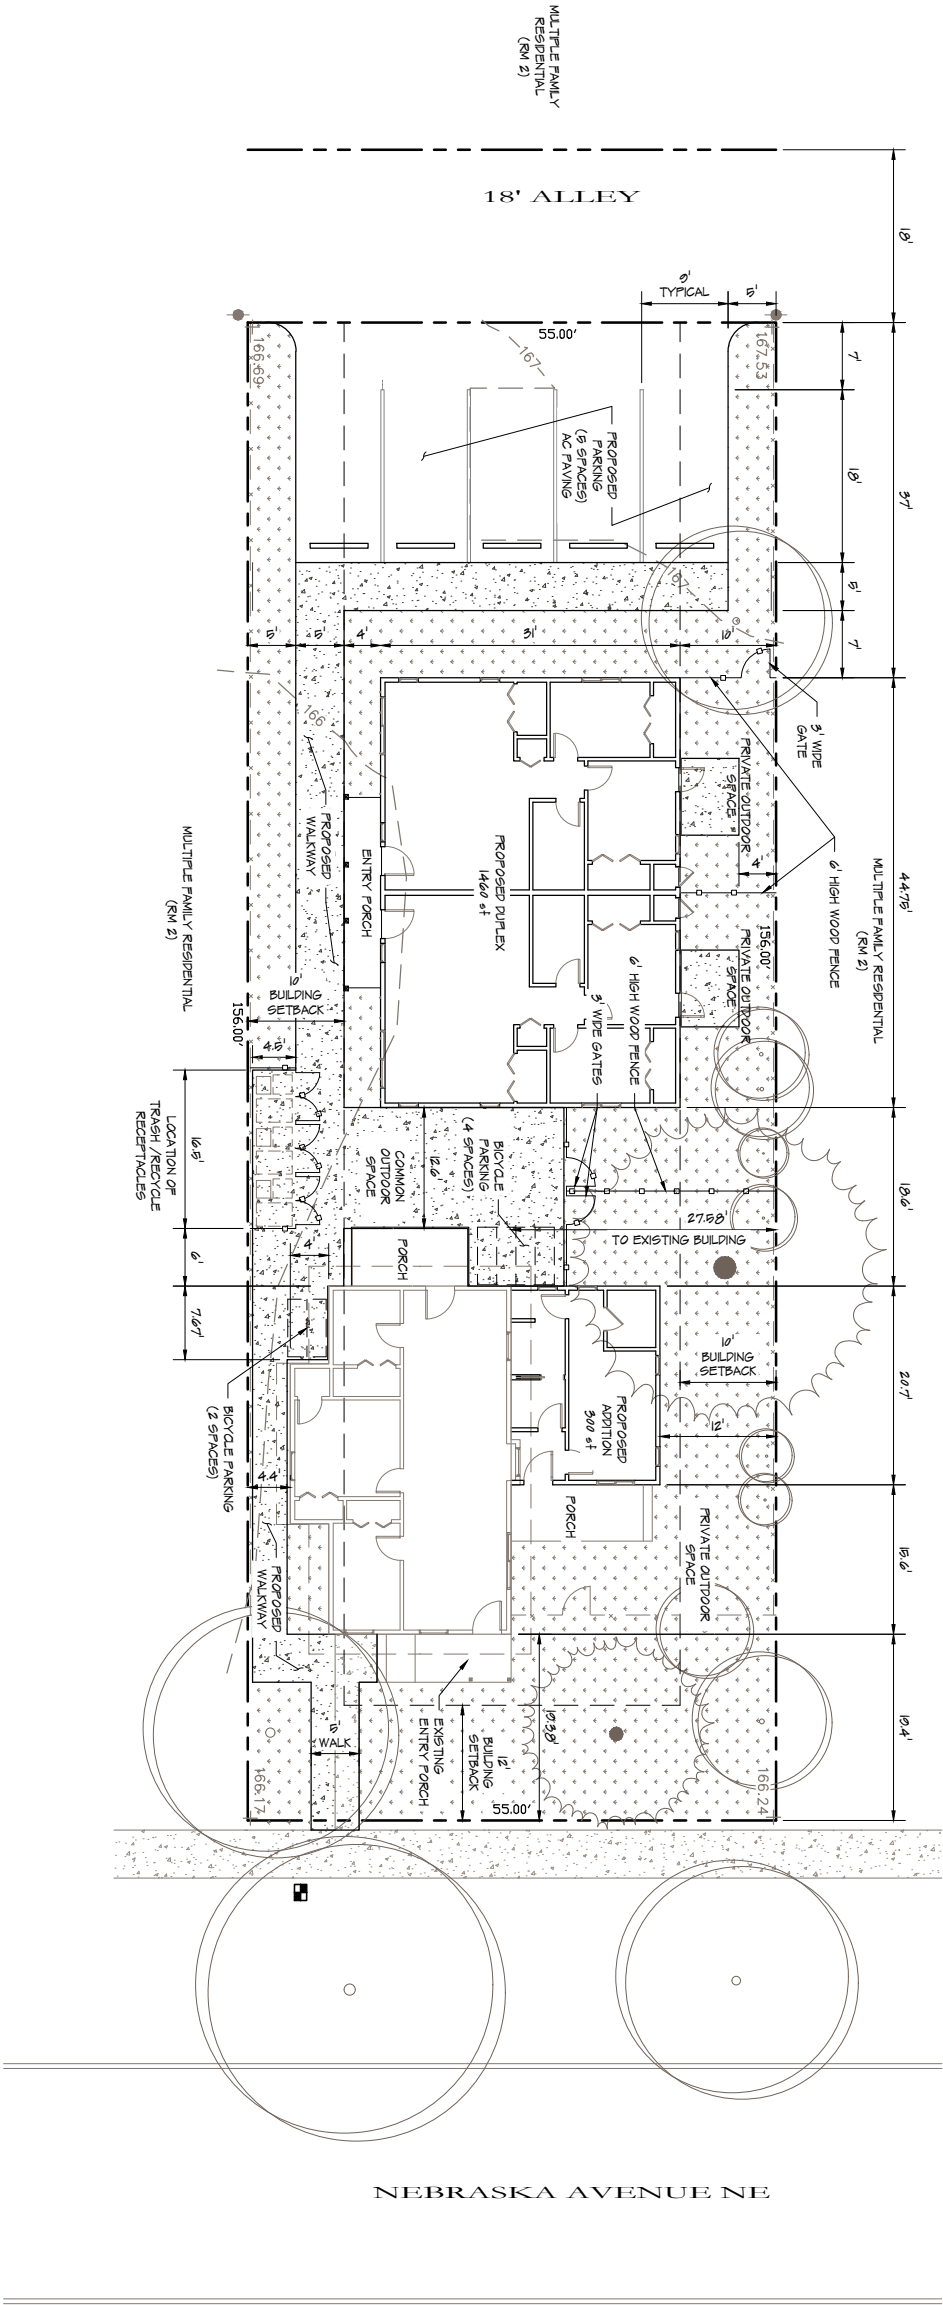 MULTIPLE FAMILY
RESIDENTIAL
(RM 2)
18' ALLEY
18'
9'
TYPICAL
5'
55.00'
166.69
167
167.53
7'
18'
37'
PROPOSED
PARKING
(5 SPACES)
AC PAVING
167
5'
7'
5'
5'
4'
31'
10'
166
3' WIDE
GATE
6' HIGH WOOD FENCE
PRIVATE OUTDOOR
SPACE
4'
44.75'
MULTIPLE FAMILY RESIDENTIAL
(RM 2)
156.00'
PRIVATE OUTDOOR
SPACE
PROPOSED
WALKWAY
ENTRY PORCH
PROPOSED DUPLEX
1460 sf
MULTIPLE FAMILY RESIDENTIAL
(RM 2)
10'
BUILDING
SETBACK
156.00'
4.5'
6' HIGH WOOD FENCE
3' WIDE GATES
LOCATION OF
TRASH /RECYCLE
RECEPTACLES
16.5'
COMMON
OUTDOOR
SPACE
12.6'
BICYCLE
PARKING
(4 SPACES)
18.6'
27.58'
TO EXISTING BUILDING
6'
4'
PORCH
7.67'
10'
BUILDING
SETBACK
20.7'
PROPOSED
ADDITION
300 sf
12'
BICYCLE PARKING
(2 SPACES)
4.4'
PORCH
PRIVATE OUTDOOR
SPACE
15.6'
PROPOSED
WALKWAY
5'
WALK
EXISTING
ENTRY PORCH
12'
BUILDING
SETBACK
19.38'
19.4'
166.17
55.00'
166.24
NEBRASKA AVENUE NE